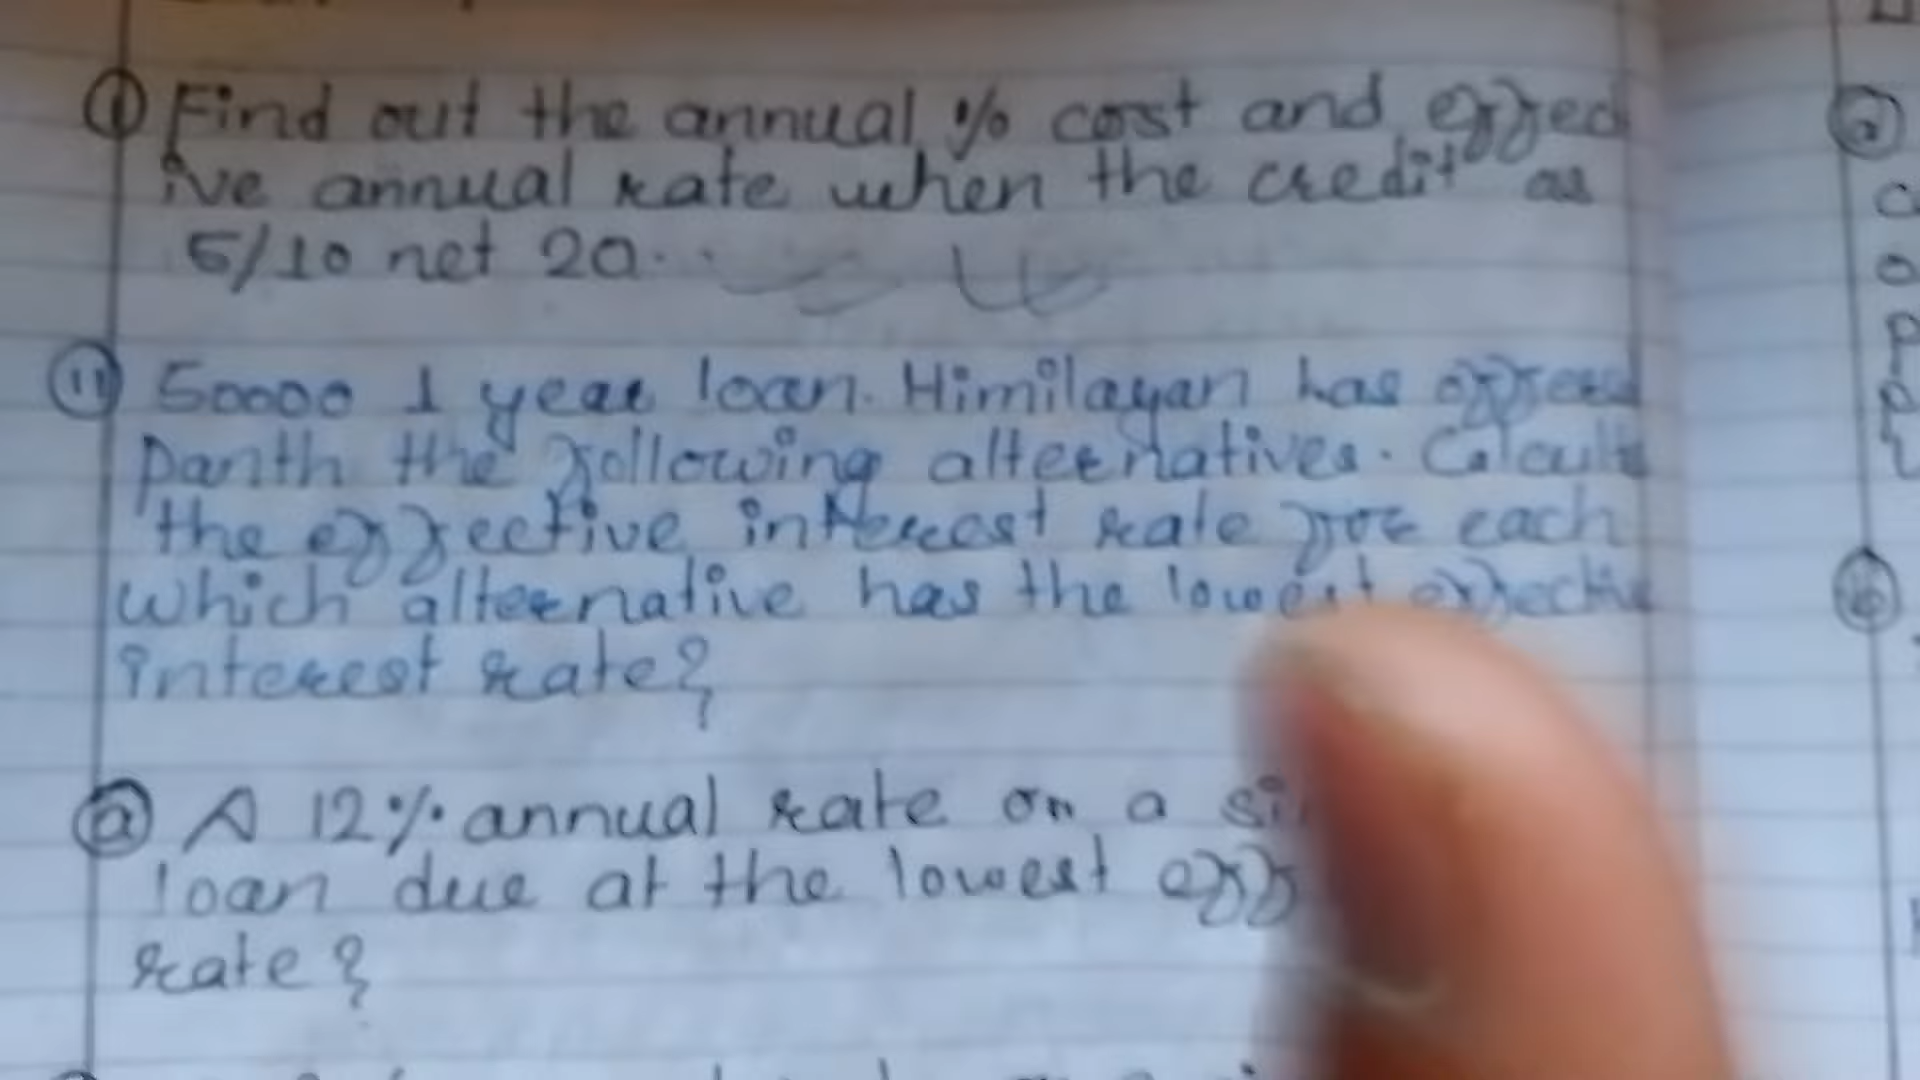 ① Find out the annual % cost and effect
ive annual rate when the credit as
5/10 net 20.
⑪ 50000 1 year loan. Himilayan has
panth the following alternatives. Calculte
the effective interest rate for each
which alternative has the lowest effective
interest rate?
ⓐ A 12% annual rate on a
loan due at the lowest
rate?